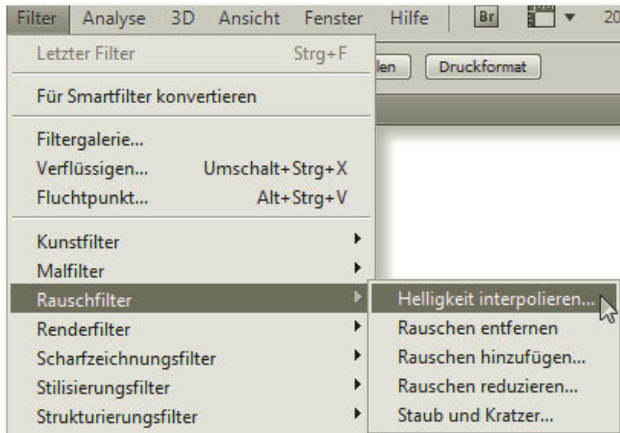 Filter Analyse 3D Ansicht Fenster Hilfe Br 20
Letzter Filter Strg+F
len Druckformat
Für Smartfilter konvertieren
Filtergalerie...
Verflüssigen... Umschalt+Strg+X
Fluchtpunkt... Alt+Strg+V
Kunstfilter
Malfilter
Rauschfilter
Renderfilter
Scharfzeichnungsfilter
Stilisierungsfilter
Strukturierungsfilter
Helligkeit interpolieren...
Rauschen entfernen
Rauschen hinzufügen...
Rauschen reduzieren...
Staub und Kratzer...